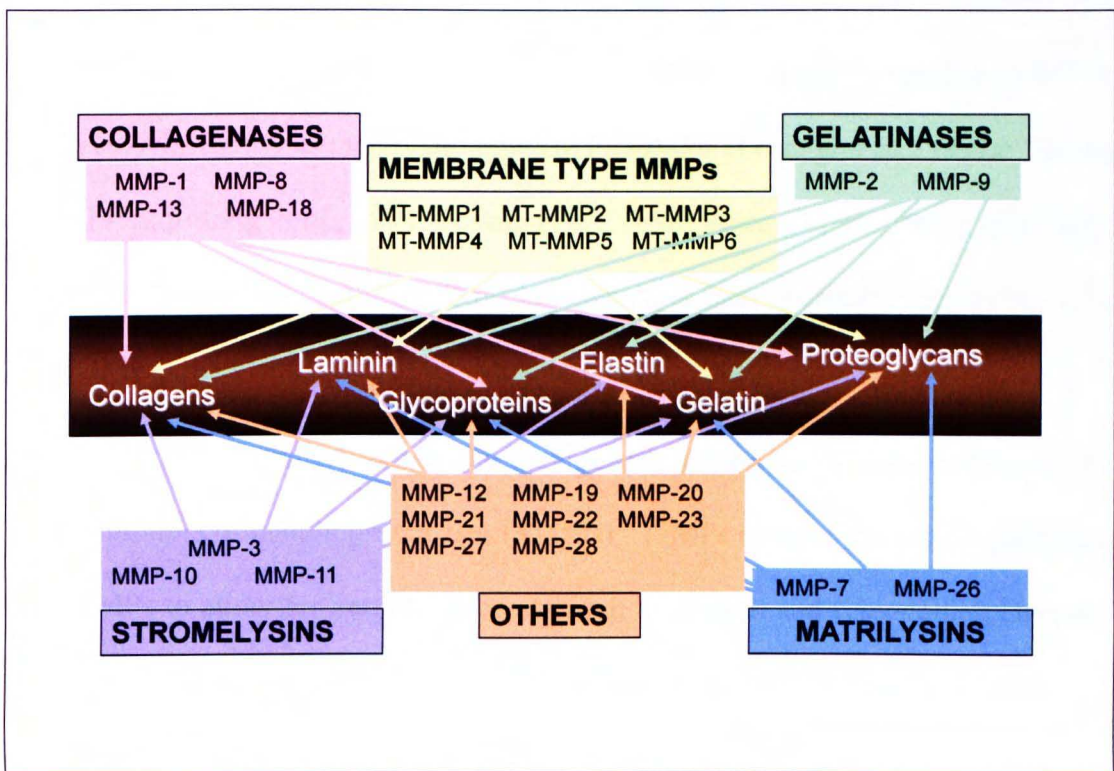 COLLAGENASES
MMP-1 MMP-8
MMP-13 MMP-18
MEMBRANE TYPE MMPs
MT-MMP1 MT-MMP2 MT-MMP3
MT-MMP4 MT-MMP5 MT-MMP6
GELATINASES
MMP-2 MMP-9
Collagens
Laminin
Glycoproteins
Elastin
Gelatin
Proteoglycans
MMP-3
MMP-10 MMP-11
STROMELYSINS
MMP-12 MMP-19 MMP-20
MMP-21 MMP-22 MMP-23
MMP-27 MMP-28
OTHERS
MMP-7 MMP-26
MATRILYSINS